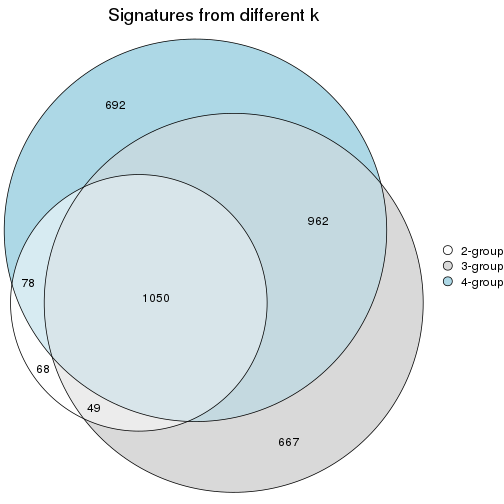 Signatures from different k
692
962
2-group
3-group
4-group
78
1050
68
49
667